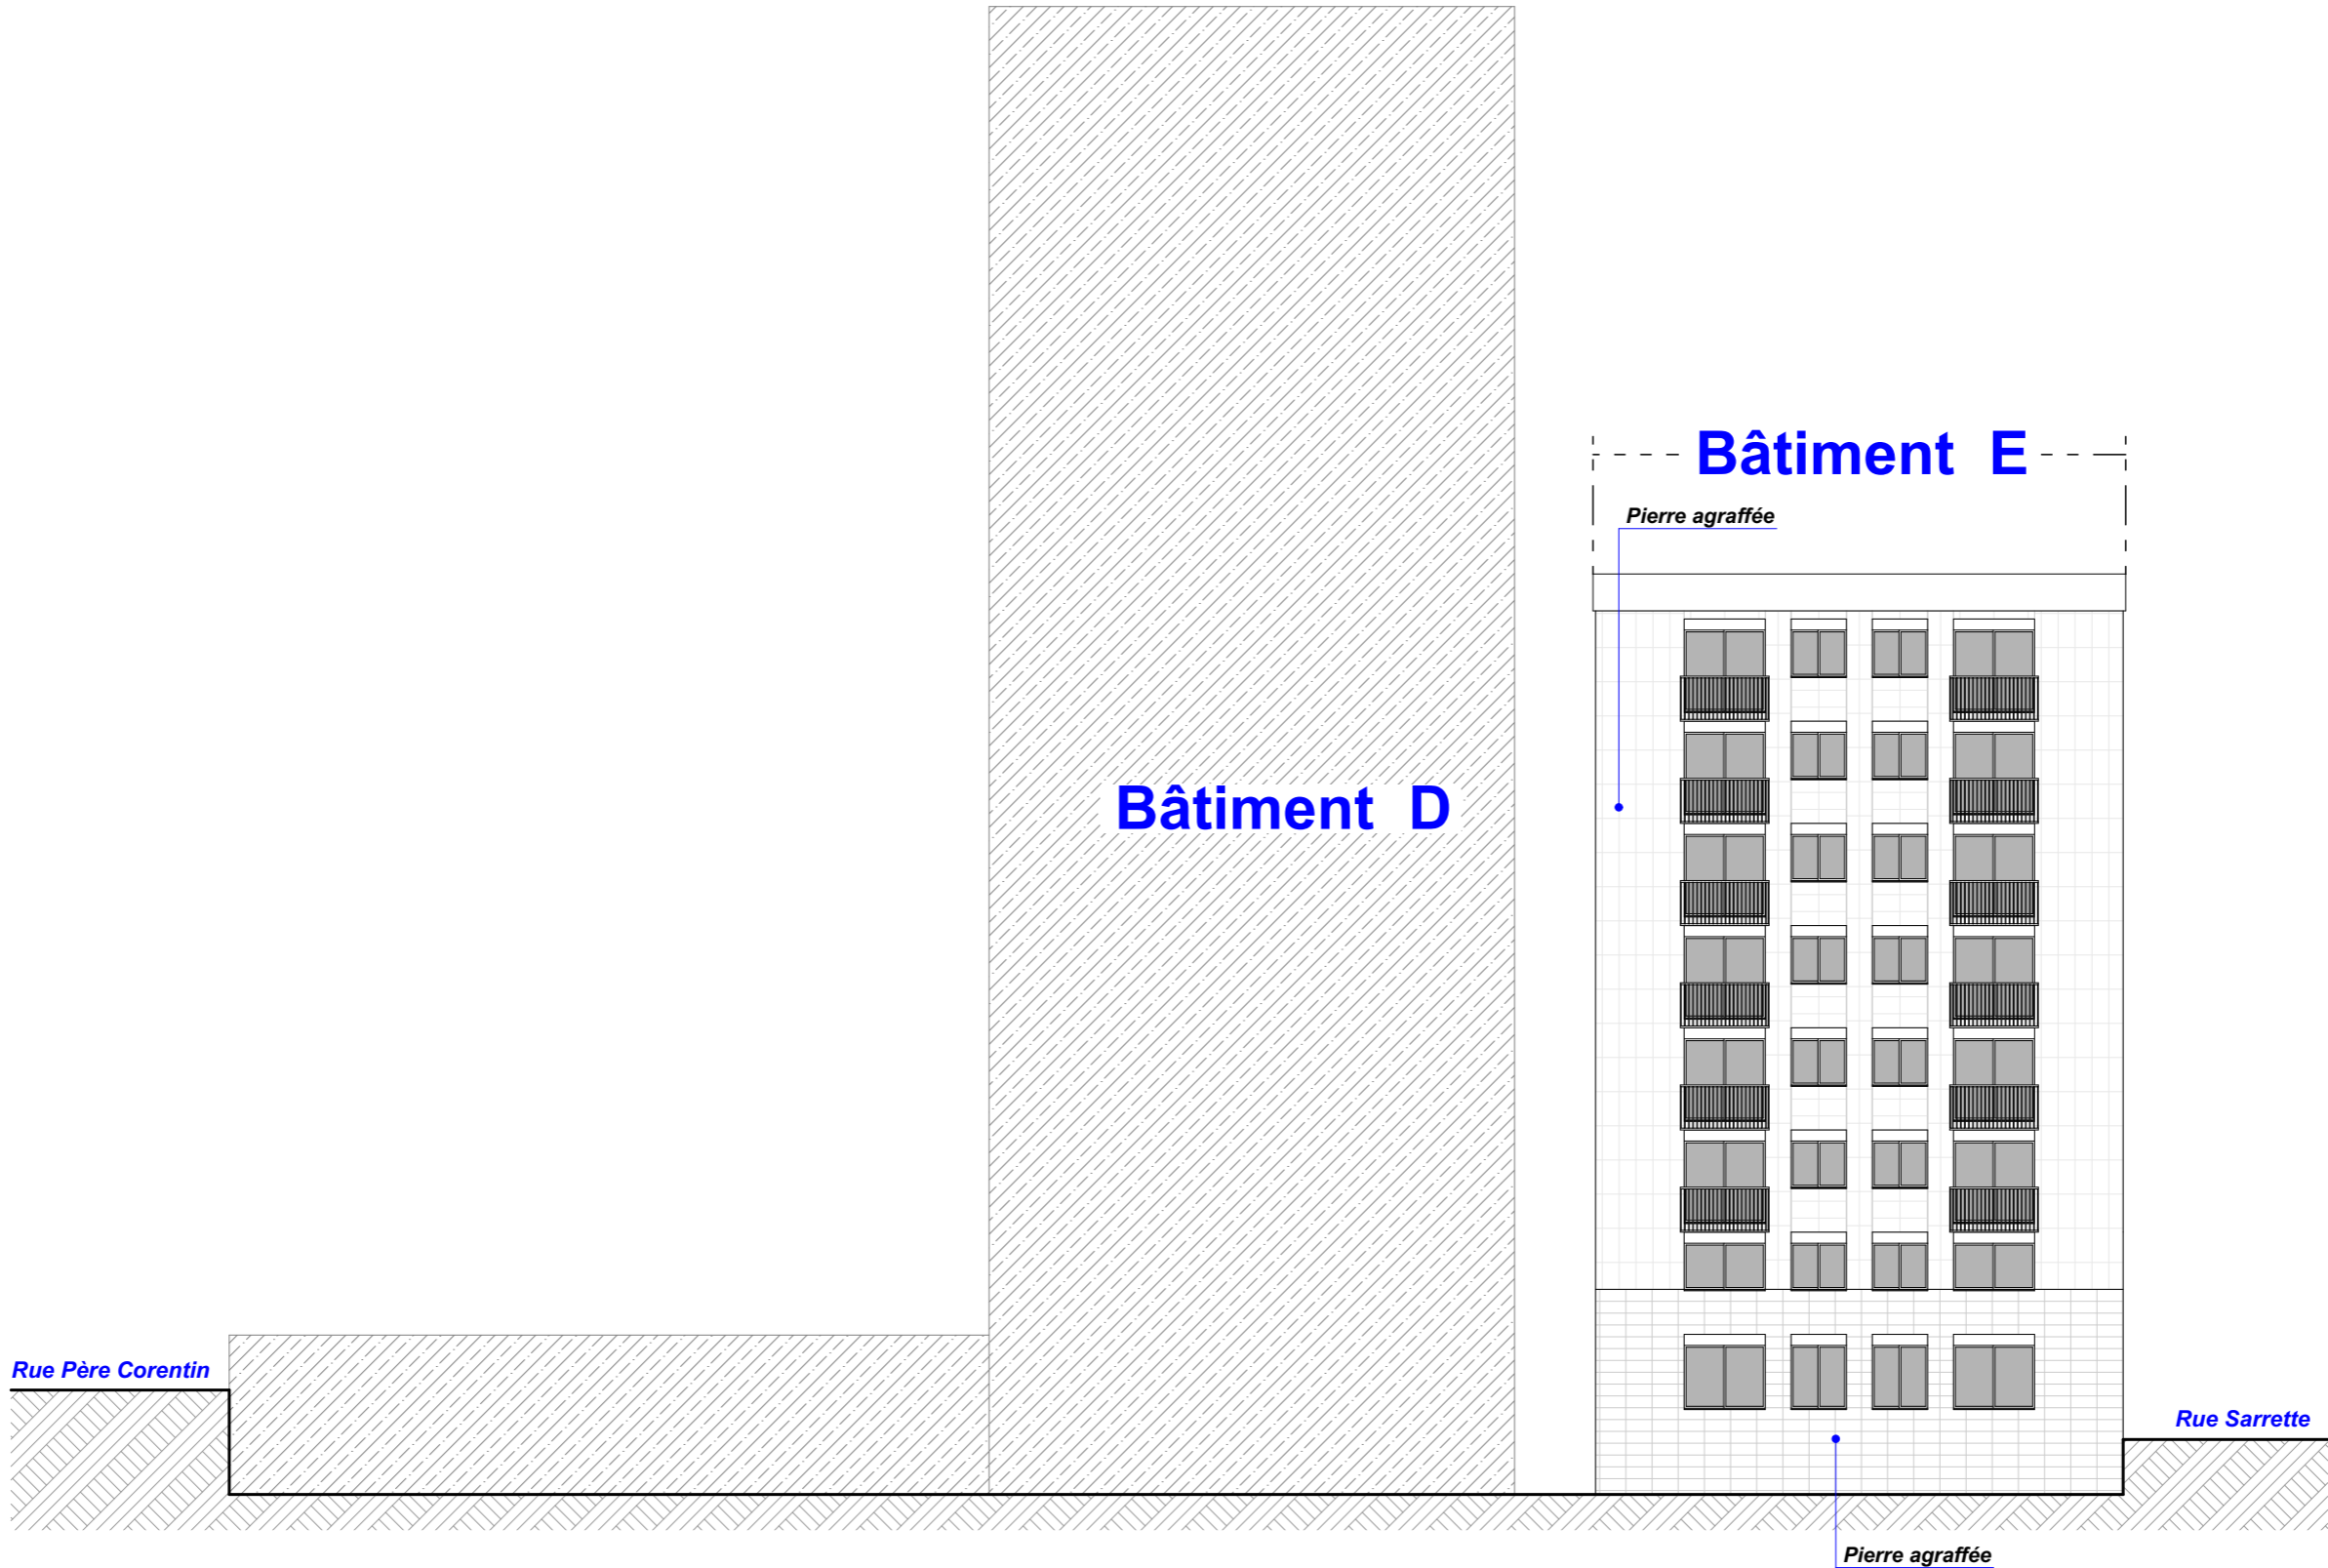 Bâtiment E
Pierre agraffée
Bâtiment D
Rue Père Corentin
Rue Sarrette
Pierre agraffée